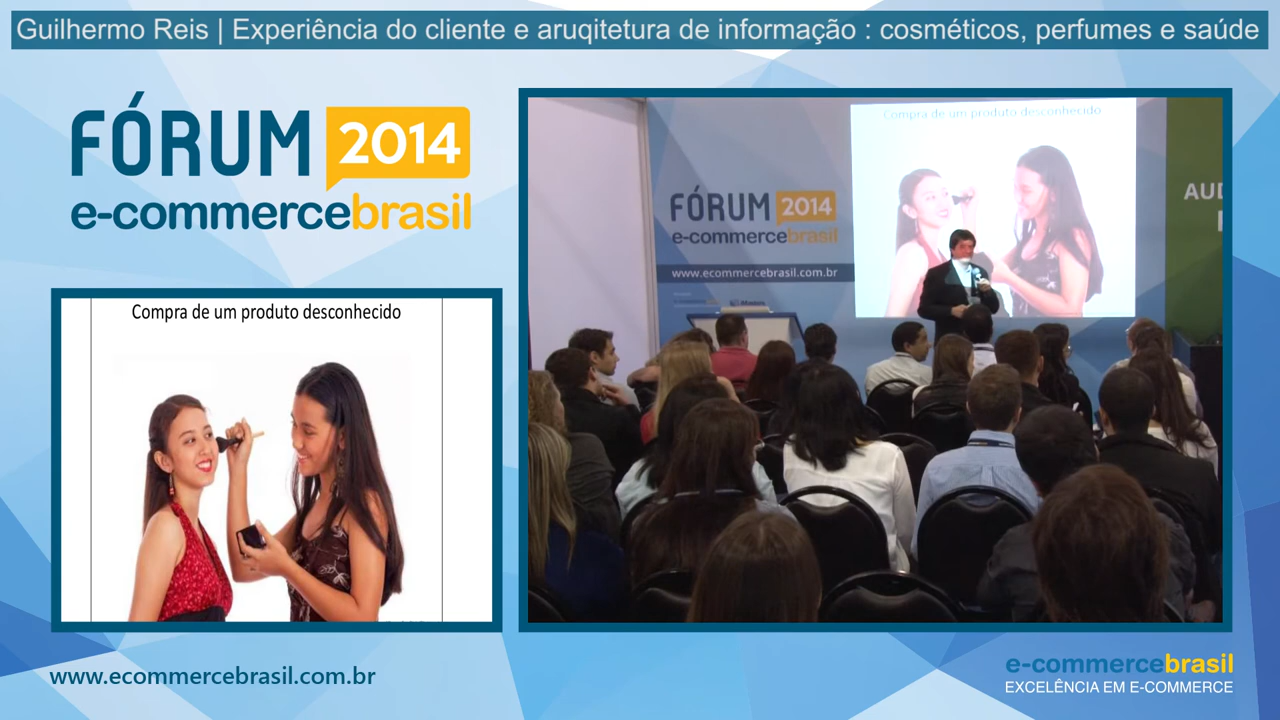 Guilhermo Reis | Experiência do cliente e aruqitetura de informação : cosméticos, perfumes e saúde
FÓRUM 2014
e-commercebrasil
Compra de um produto desconhecido
Compra de um produto desconhecido
FÓRUM 2014
e-commercebrasil
www.ecommercebrasil.com.br
AUD
www.ecommercebrasil.com.br
e-commercebrasil
EXCELÊNCIA EM E-COMMERCE